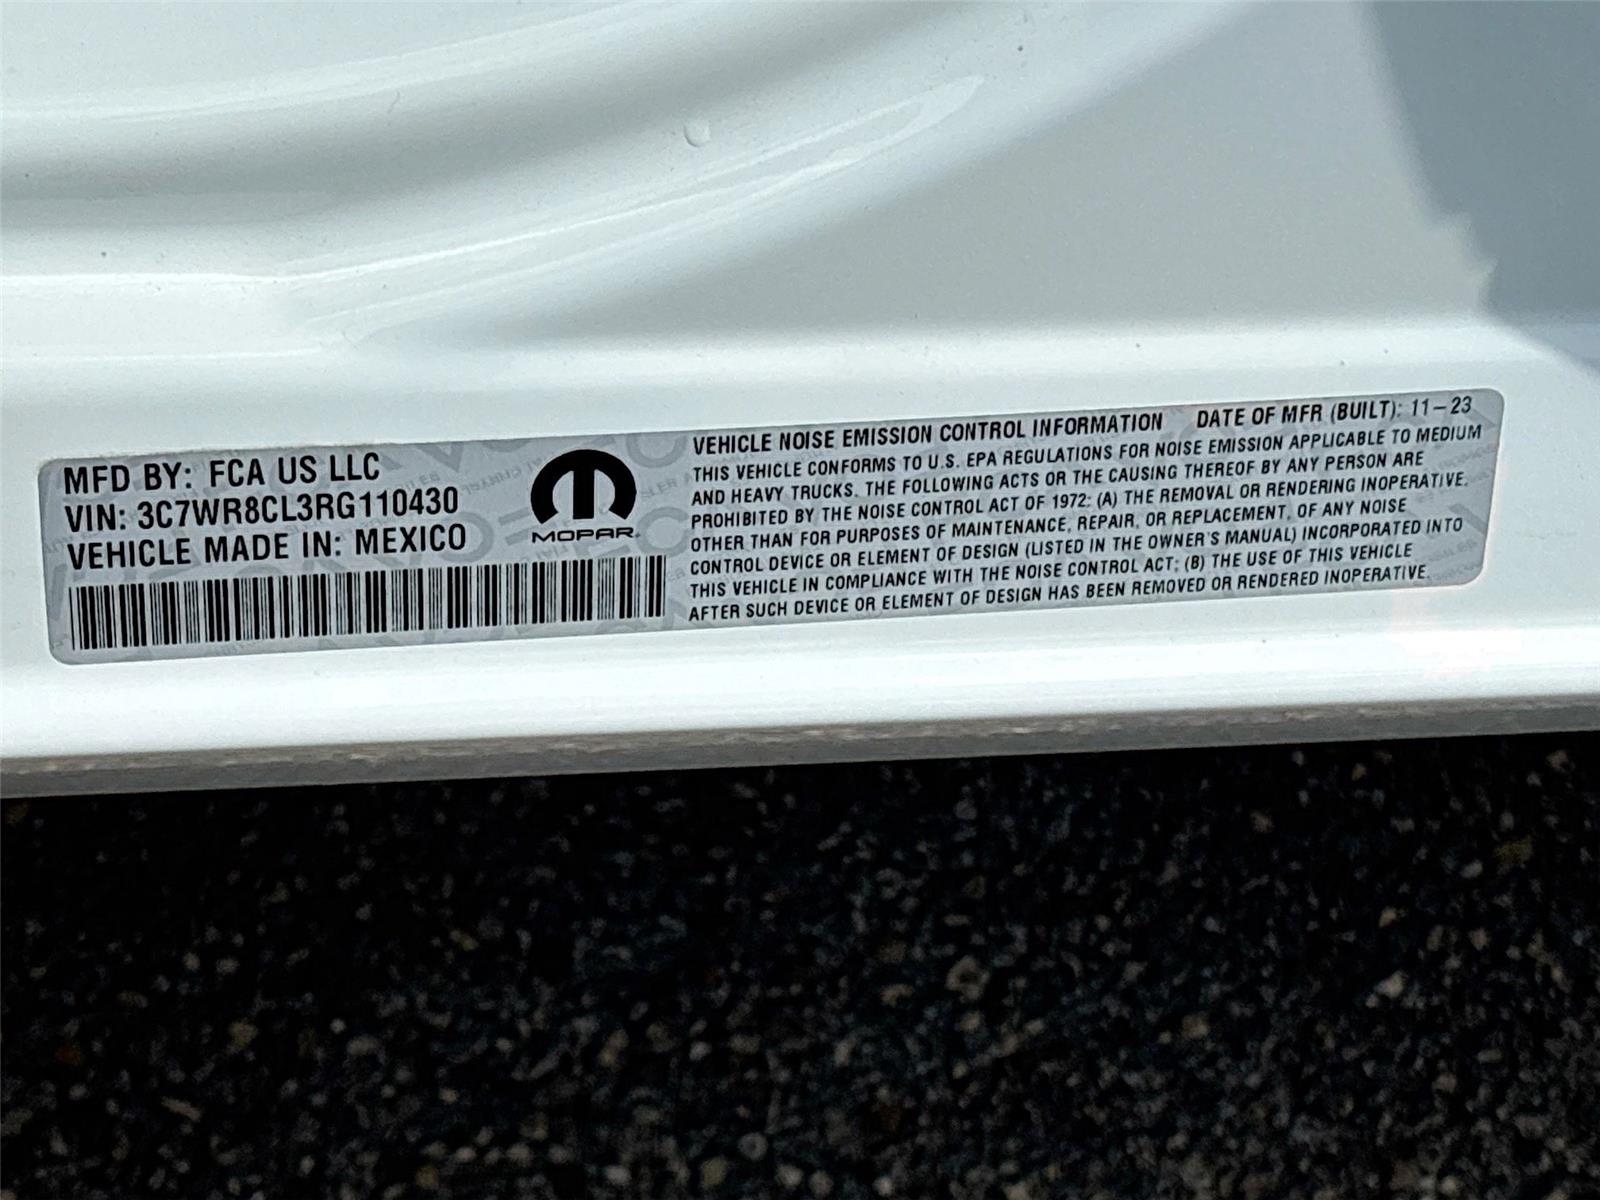 MFD BY: FCA US LLC
VIN: 3C7WR8CL3RG110430
VEHICLE MADE IN: MEXICO
MOPAR
VEHICLE NOISE EMISSION CONTROL INFORMATION DATE OF MFR (BUILT): 11-23
THIS VEHICLE CONFORMS TO U.S. EPA REGULATIONS FOR NOISE EMISSION APPLICABLE TO MEDIUM
AND HEAVY TRUCKS. THE FOLLOWING ACTS OR THE CAUSING THEREOF BY ANY PERSON ARE
PROHIBITED BY THE NOISE CONTROL ACT OF 1972: (A) THE REMOVAL OR RENDERING INOPERATIVE,
OTHER THAN FOR PURPOSES OF MAINTENANCE, REPAIR, OR REPLACEMENT, OF ANY NOISE
CONTROL DEVICE OR ELEMENT OF DESIGN (LISTED IN THE OWNER'S MANUAL) INCORPORATED INTO
THIS VEHICLE IN COMPLIANCE WITH THE NOISE CONTROL ACT; (B) THE USE OF THIS VEHICLE
AFTER SUCH DEVICE OR ELEMENT OF DESIGN HAS BEEN REMOVED OR RENDERED INOPERATIVE.